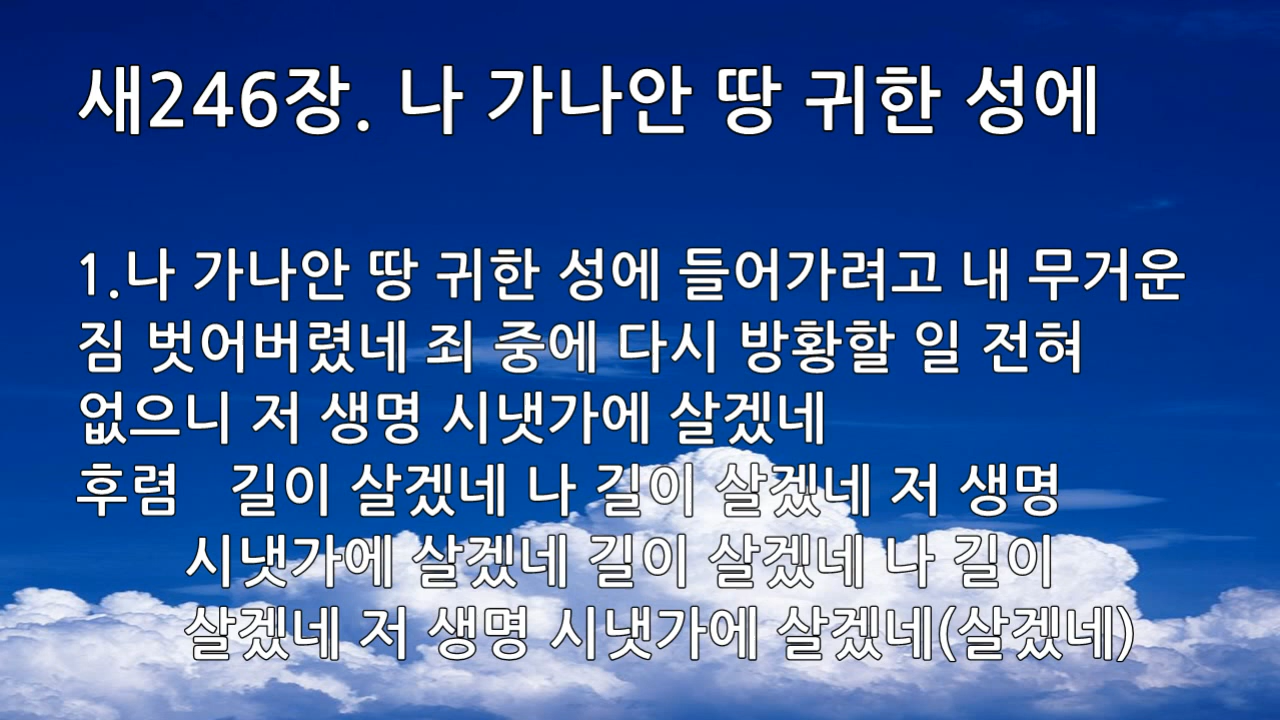 새246장. 나 가나안 땅 귀한 성에
1.나 가나안 땅 귀한 성에 들어가려고 내 무거운
짐 벗어버렸네 죄 중에 다시 방황할 일 전혀
없으니 저 생명 시냇가에 살겠네
후렴 길이 살겠네 나 길이 살겠네 저 생명
시냇가에 살겠네 길이 살겠네 나 길이
살겠네 저 생명 시냇가에 살겠네(살겠네)